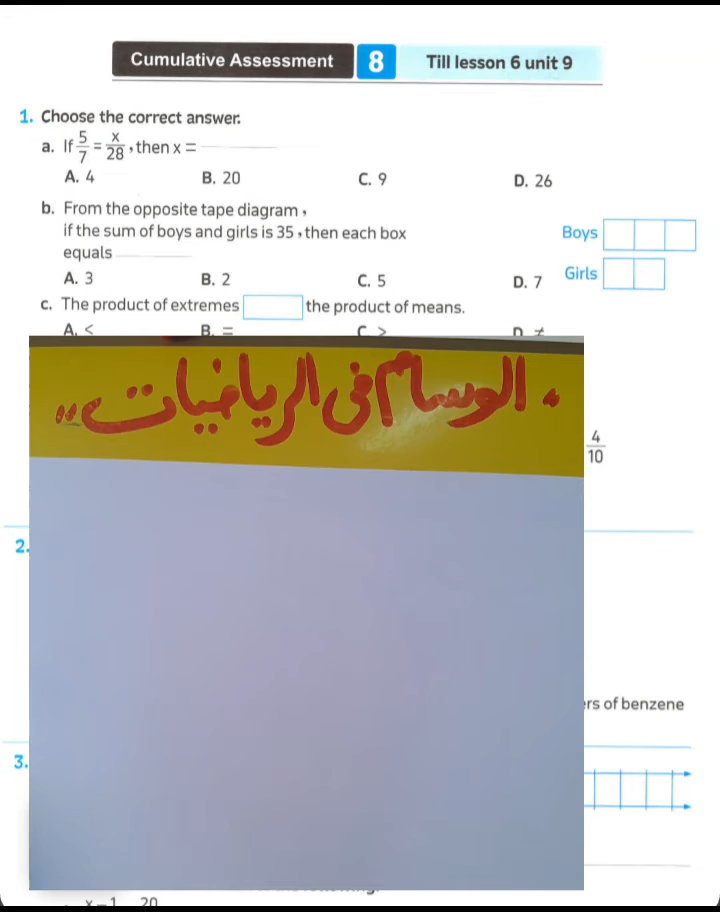 Cumulative Assessment 8 Till lesson 6 unit 9
1. Choose the correct answer.
a. If 5/7 = x/28 , then x =
A. 4 B. 20 C. 9 D. 26
b. From the opposite tape diagram ,
if the sum of boys and girls is 35 , then each box
equals
A. 3 B. 2 C. 5 D. 7
Boys
Girls
c. The product of extremes the product of means.
A. < B. = C > D ≠
الوسام فى الرياضيات
4/10
2.
rs of benzene
3.
x – 1 20